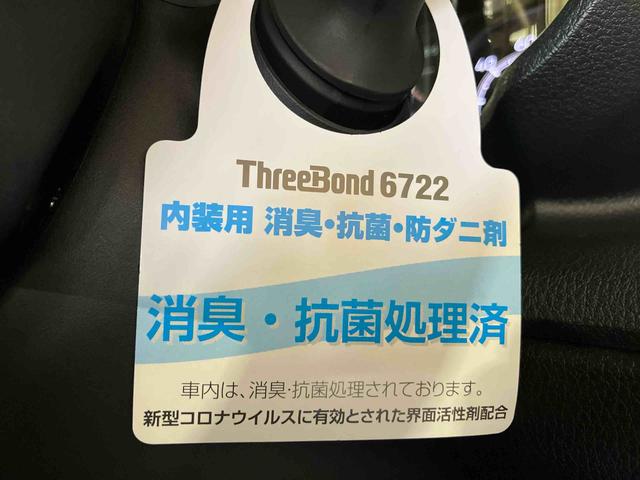 ThreeBond 6722
内装用 消臭・抗菌・防ダニ剤
消臭・抗菌処理済
車内は、消臭・抗菌処理されております。
新型コロナウイルスに有効とされた界面活性剤配合